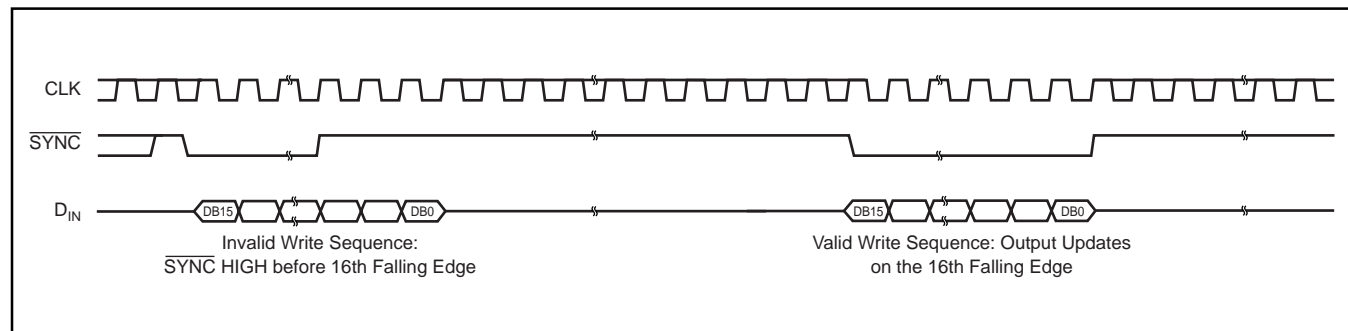 CLK
SYNC
DIN
DB15
DB0
DB15
DB0
Invalid Write Sequence:
SYNC HIGH before 16th Falling Edge
Valid Write Sequence: Output Updates
on the 16th Falling Edge